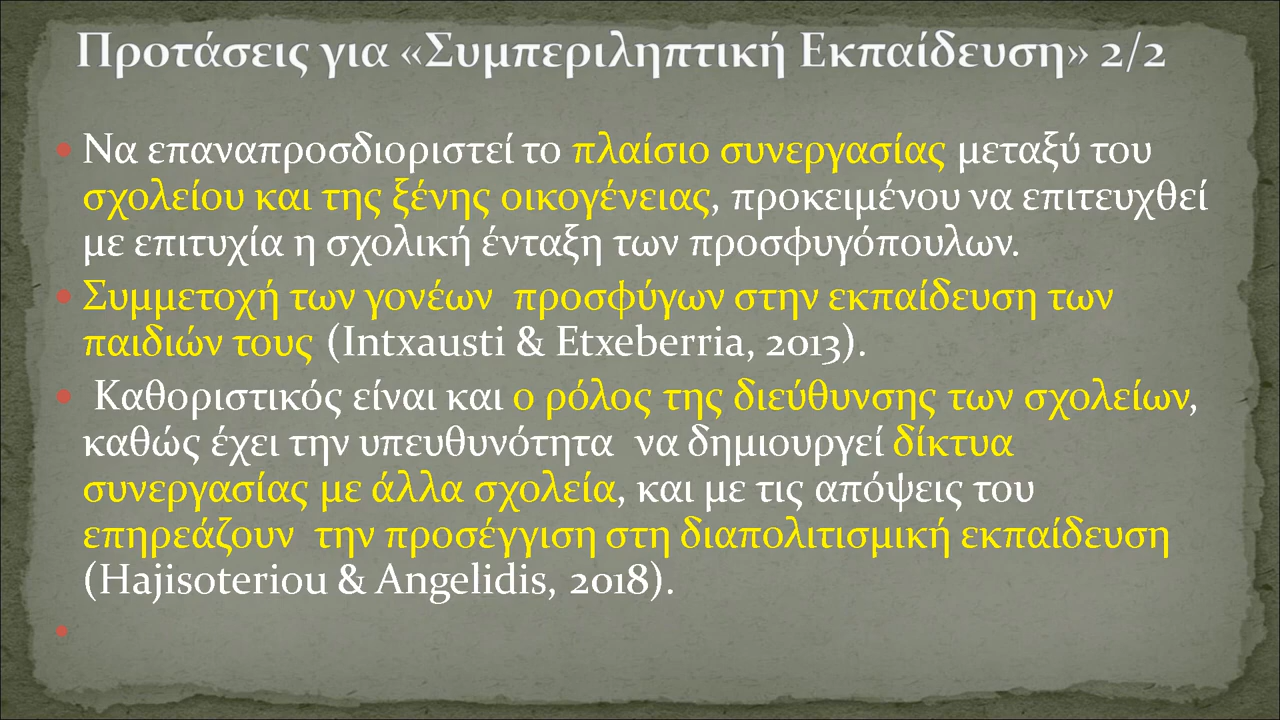 Προτάσεις για «Συμπεριληπτική Εκπαίδευση» 2/2
• Να επαναπροσδιοριστεί το πλαίσιο συνεργασίας μεταξύ του
σχολείου και της ξένης οικογένειας, προκειμένου να επιτευχθεί
με επιτυχία η σχολική ένταξη των προσφυγόπουλων.
• Συμμετοχή των γονέων  προσφύγων στην εκπαίδευση των
παιδιών τους (Intxausti & Etxeberria, 2013).
•  Καθοριστικός είναι και ο ρόλος της διεύθυνσης των σχολείων,
καθώς έχει την υπευθυνότητα  να δημιουργεί δίκτυα
συνεργασίας με άλλα σχολεία, και με τις απόψεις του
επηρεάζουν  την προσέγγιση στη διαπολιτισμική εκπαίδευση
(Hajisoteriou & Angelidis, 2018).
•